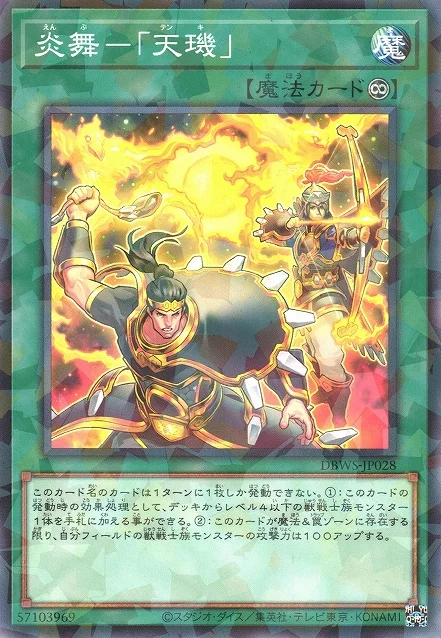 炎舞－「天璣」
魔
【魔法カード∞】
DBWS-JP028
このカード名のカードは1ターンに1枚しか発動できない。①：このカードの
発動時の効果処理として、デッキからレベル4以下の獣戦士族モンスター
1体を手札に加える事ができる。②：このカードが魔法&罠ゾーンに存在する
限り、自分フィールドの獣戦士族モンスターの攻撃力は100アップする。
57103969
©スタジオ・ダイス/集英社・テレビ東京・KONAMI